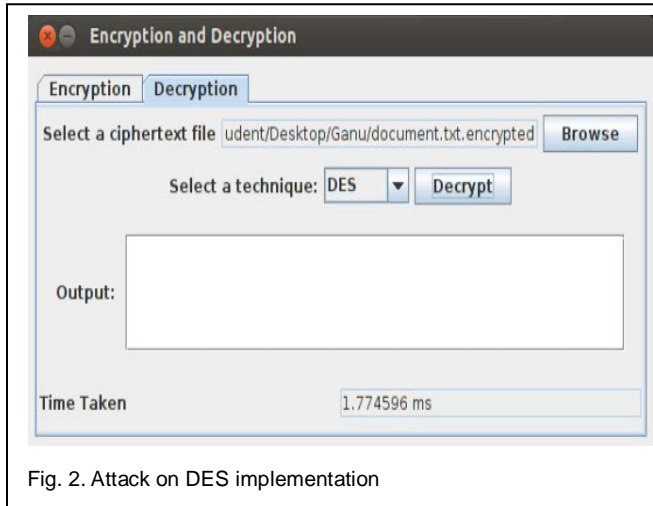 Encryption and Decryption
Encryption Decryption
Select a ciphertext file udent/Desktop/Ganu/document.txt.encrypted Browse
Select a technique: DES Decrypt
Output:
Time Taken 1.774596 ms
Fig. 2. Attack on DES implementation